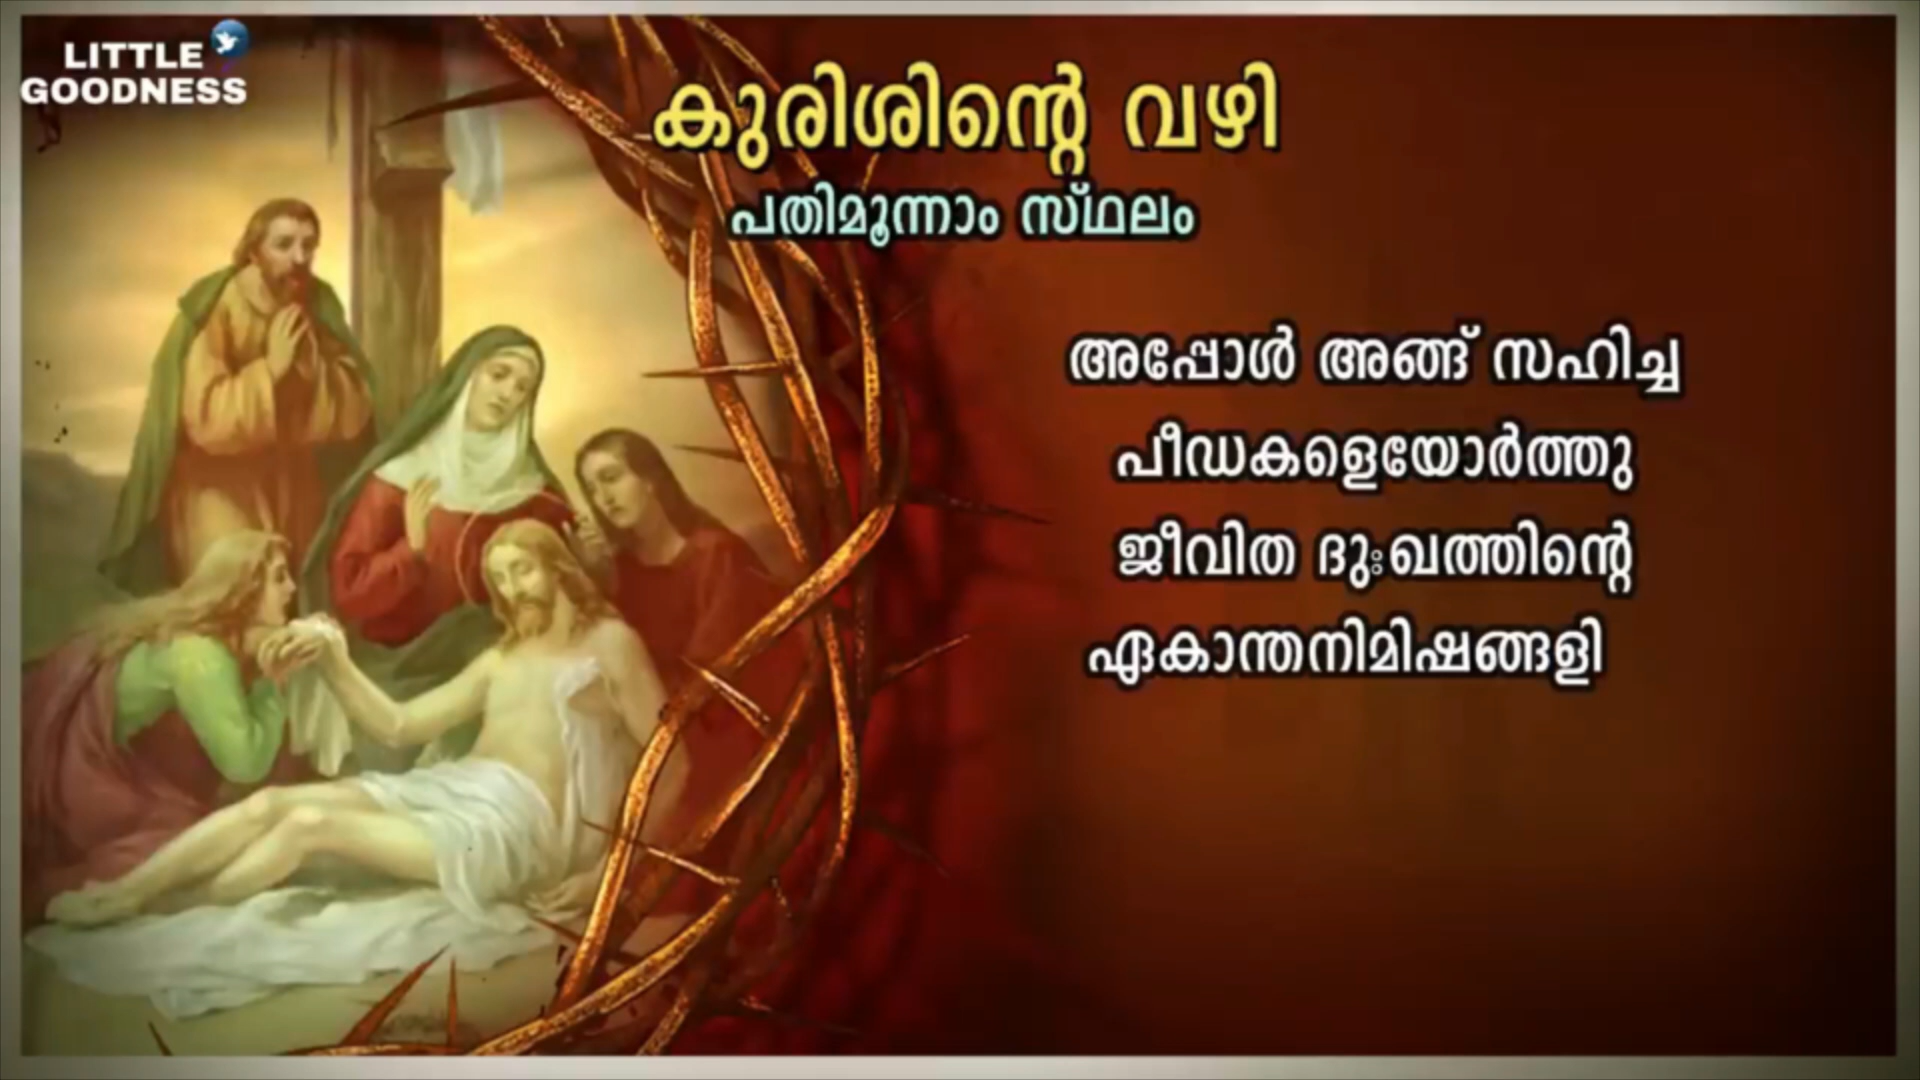 LITTLE
GOODNESS
കുരിശിന്റെ വഴി
പതിമൂന്നാം സ്ഥലം
അപ്പോൾ അങ്ങ് സഹിച്ച
പീഡകളെയോർത്തു
ജീവിത ദുഃഖത്തിന്റെ
ഏകാന്തനിമിഷങ്ങളി